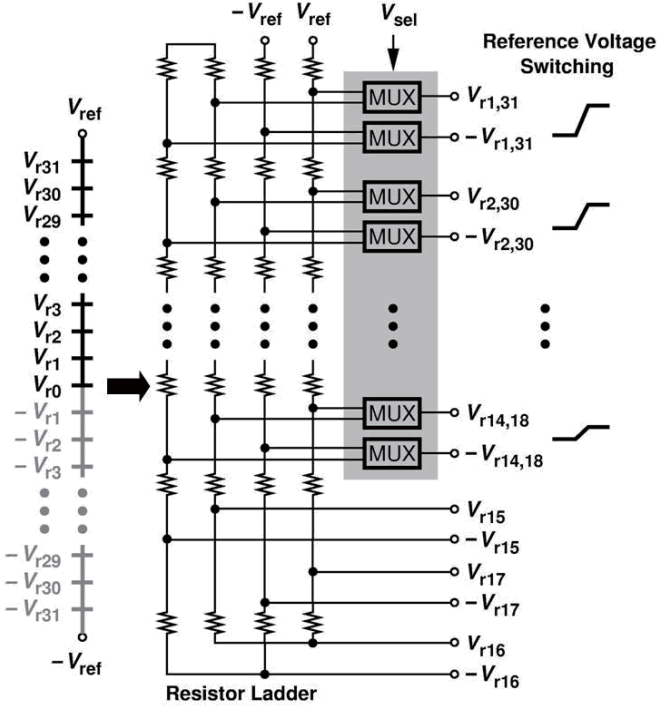 −Vref Vref Vsel
Reference Voltage
Switching
MUX Vr1,31
MUX −Vr1,31
MUX Vr2,30
MUX −Vr2,30
MUX Vr14,18
MUX −Vr14,18
Vr15
−Vr15
Vr17
−Vr17
Vr16
−Vr16
Resistor Ladder
Vref
Vr31
Vr30
Vr29
Vr3
Vr2
Vr1
Vr0
−Vr1
−Vr2
−Vr3
−Vr29
−Vr30
−Vr31
−Vref